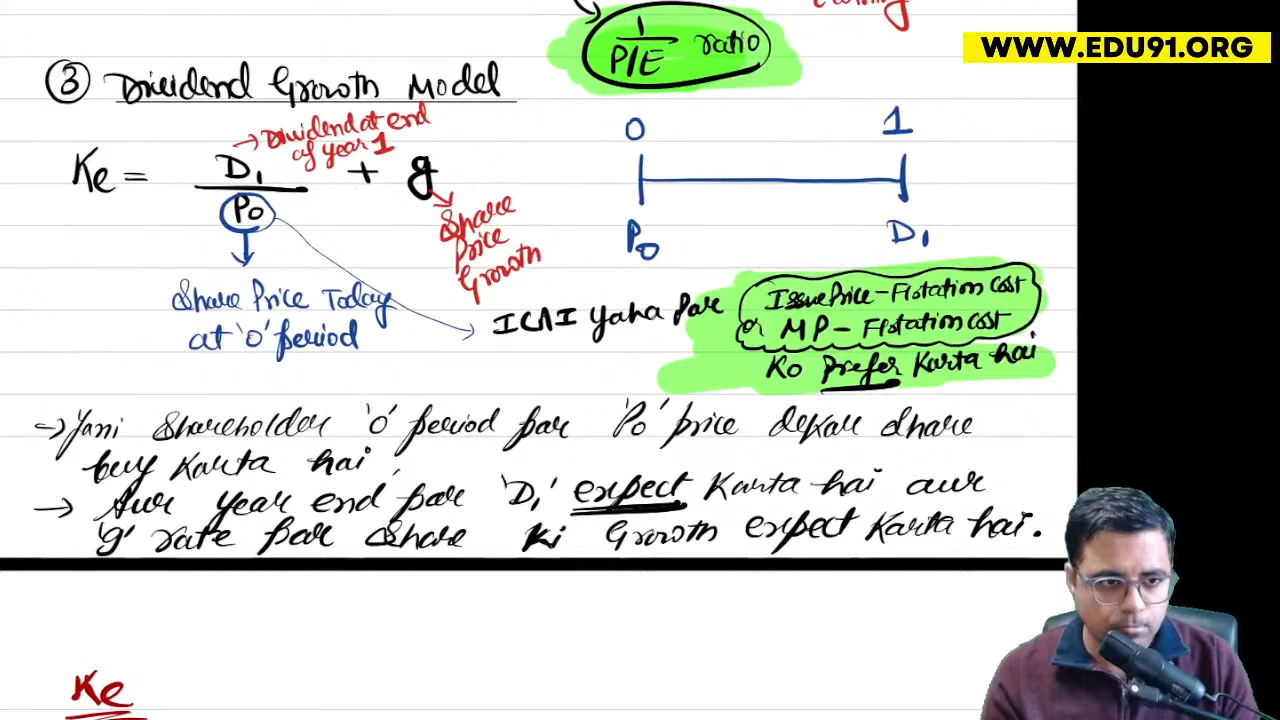 WWW.EDU91.ORG
1
P/E ratio
③ Dividend Growth Model
→ Dividend at end
of year 1
Ke = D₁ + g
P₀
Share
Price
Growth
0 1
P₀ D₁
Share Price Today
at '0' period
ICAI yaha par
Issue Price - Flotation Cost
or MP - Flotation cost
Ko Prefer Karta hai
→ Yani Shareholder '0' period par 'P₀' price dekar share
buy Karta hai
→ Aur year end par 'D₁' expect Karta hai aur
'g' rate par Share Ki Growth expect Karta hai.
Ke